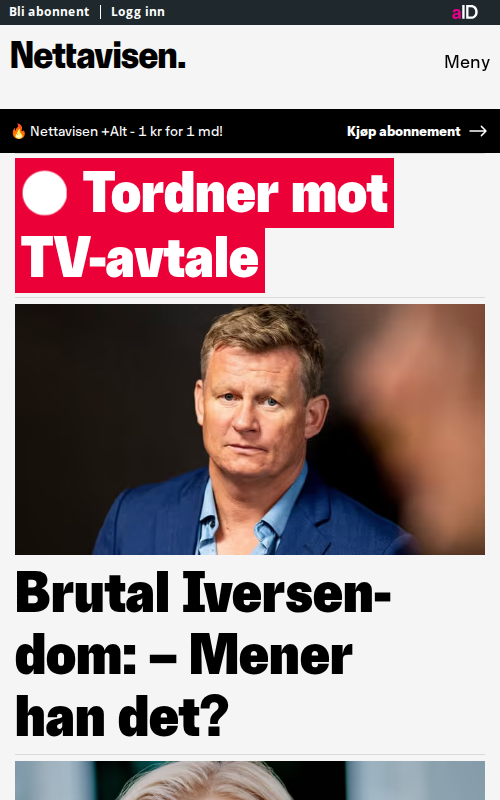 Bli abonnent | Logg inn
aID
Nettavisen.
Meny
🔥 Nettavisen +Alt - 1 kr for 1 md!
Kjøp abonnement →
Tordner mot
TV-avtale
Brutal Iversen-
dom: – Mener
han det?